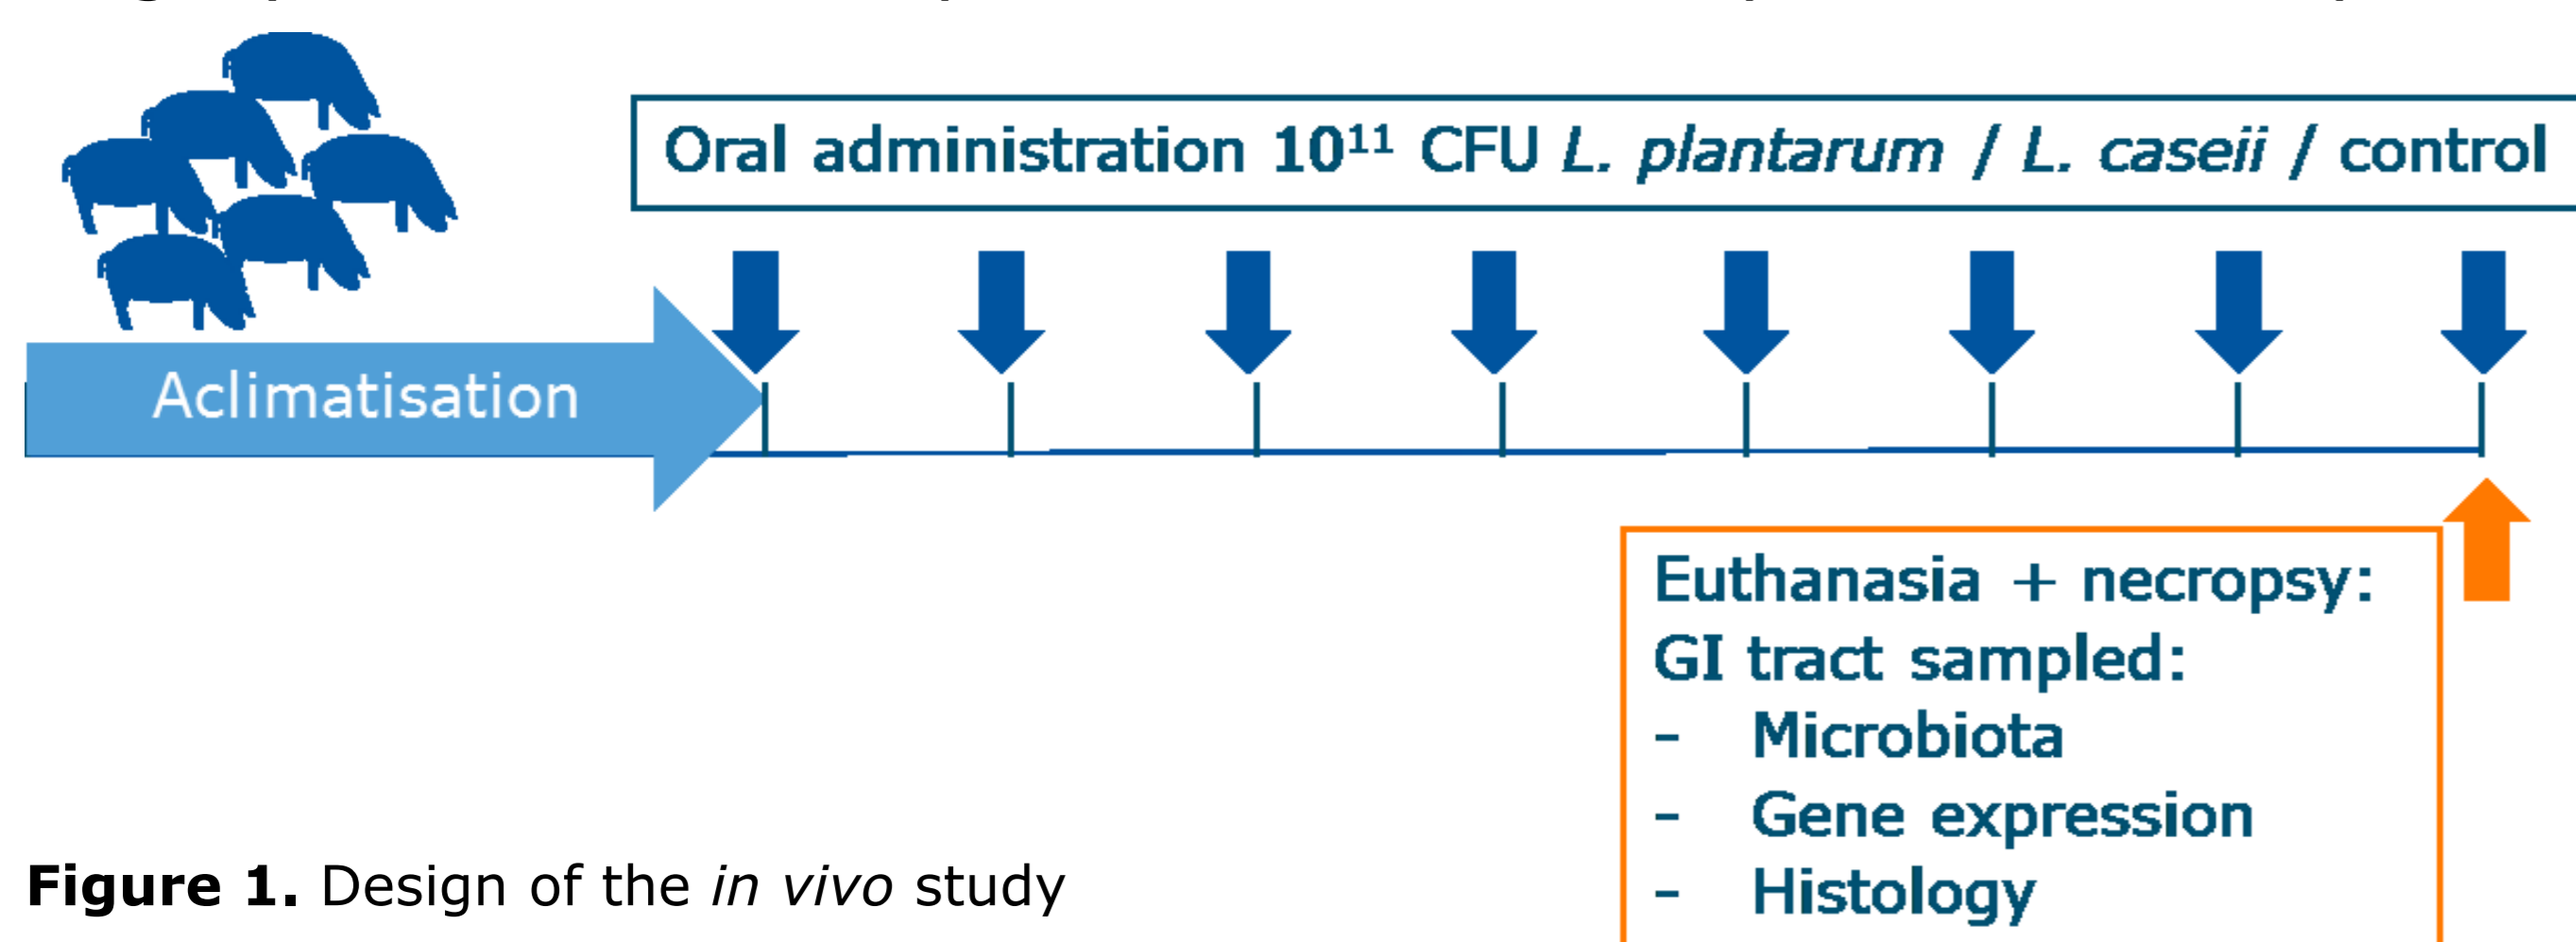 Oral administration 10¹¹ CFU L. plantarum / L. caseii / control
Aclimatisation
Euthanasia + necropsy:
GI tract sampled:
- Microbiota
- Gene expression
- Histology
Figure 1. Design of the in vivo study